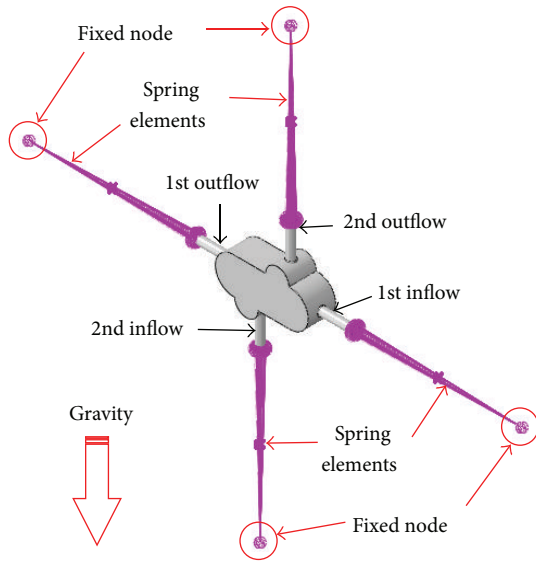 Fixed node
Spring
elements
1st outflow
2nd outflow
1st inflow
2nd inflow
Gravity
Spring
elements
Fixed node